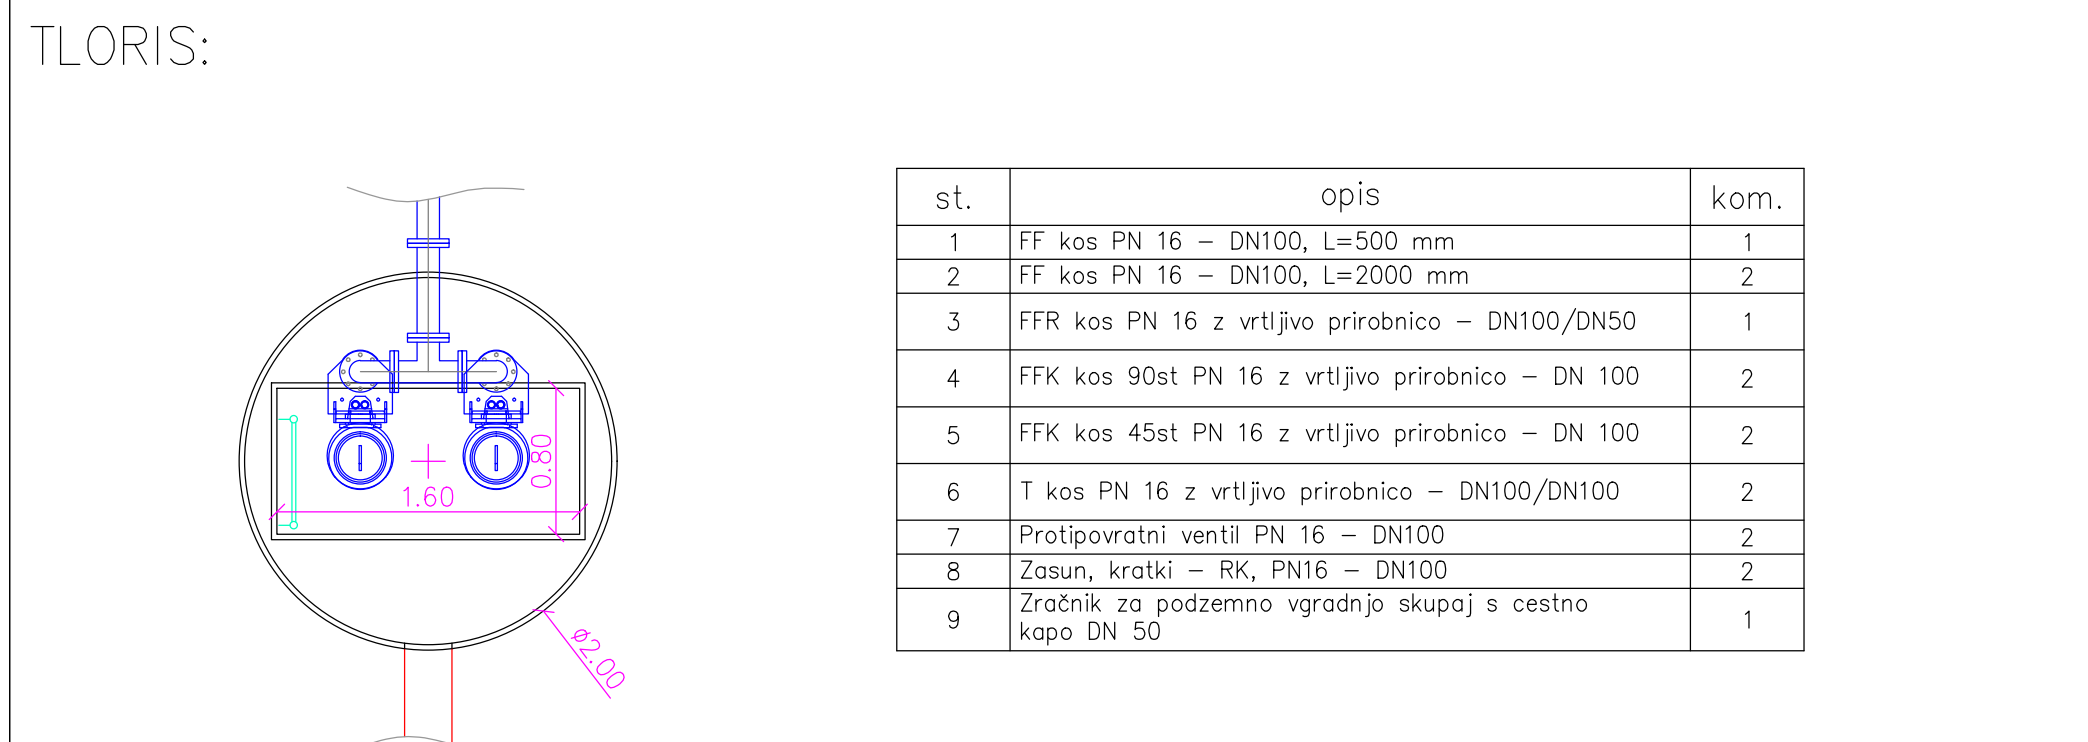 TLORIS:
1.60
0.80
ø2.00
st. opis kom.
1 FF kos PN 16 – DN100, L=500 mm 1
2 FF kos PN 16 – DN100, L=2000 mm 2
3 FFR kos PN 16 z vrtljivo prirobnico – DN100/DN50 1
4 FFK kos 90st PN 16 z vrtljivo prirobnico – DN 100 2
5 FFK kos 45st PN 16 z vrtljivo prirobnico – DN 100 2
6 T kos PN 16 z vrtljivo prirobnico – DN100/DN100 2
7 Protipovratni ventil PN 16 – DN100 2
8 Zasun, kratki – RK, PN16 – DN100 2
9 Zračnik za podzemno vgradnjo skupaj s cestno
kapo DN 50 1